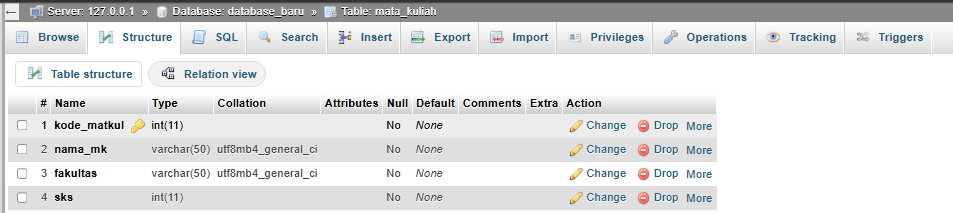 ← Server: 127.0.0.1 » Database: database_baru » Table: mata_kuliah
Browse Structure SQL Search Insert Export Import Privileges Operations Tracking Triggers
Table structure Relation view
# Name Type Collation Attributes Null Default Comments Extra Action
1 kode_matkul int(11) No None Change Drop More
2 nama_mk varchar(50) utf8mb4_general_ci No None Change Drop More
3 fakultas varchar(50) utf8mb4_general_ci No None Change Drop More
4 sks int(11) No None Change Drop More